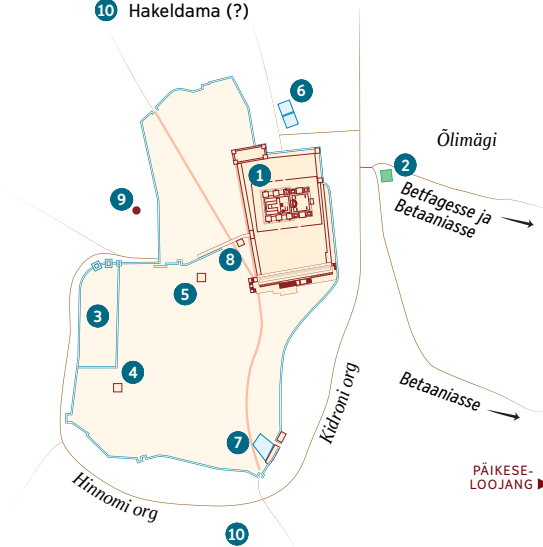 10 Hakeldama (?)
6
Õlimägi
2
1
Betfagesse ja
Betaaniasse
9
8
5
3
4
Betaaniasse
Kidroni org
7
PÄIKESE-
LOOJANG
Hinnomi org
10